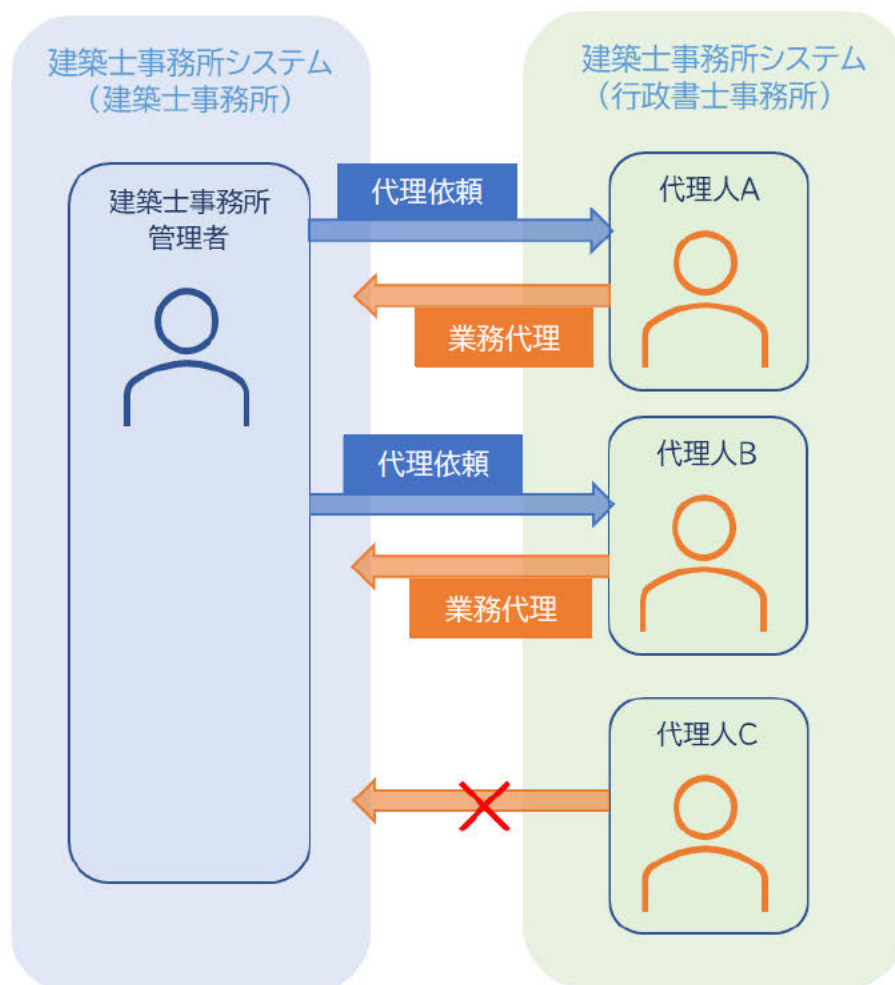 建築士事務所システム
（建築士事務所）
建築士事務所システム
（行政書士事務所）
建築士事務所
管理者
代理依頼
代理人A
業務代理
代理依頼
代理人B
業務代理
代理人C